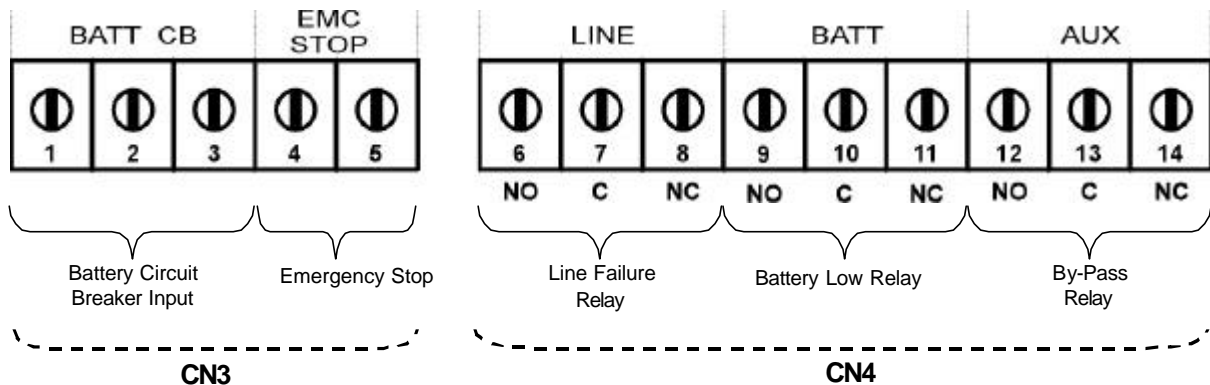 BATT CB
EMC
STOP
LINE
BATT
AUX
1 2 3 4 5 6 7 8 9 10 11 12 13 14
NO C NC NO C NC NO C NC
Battery Circuit
Breaker Input
Emergency Stop
Line Failure
Relay
Battery Low Relay
By-Pass
Relay
CN3
CN4